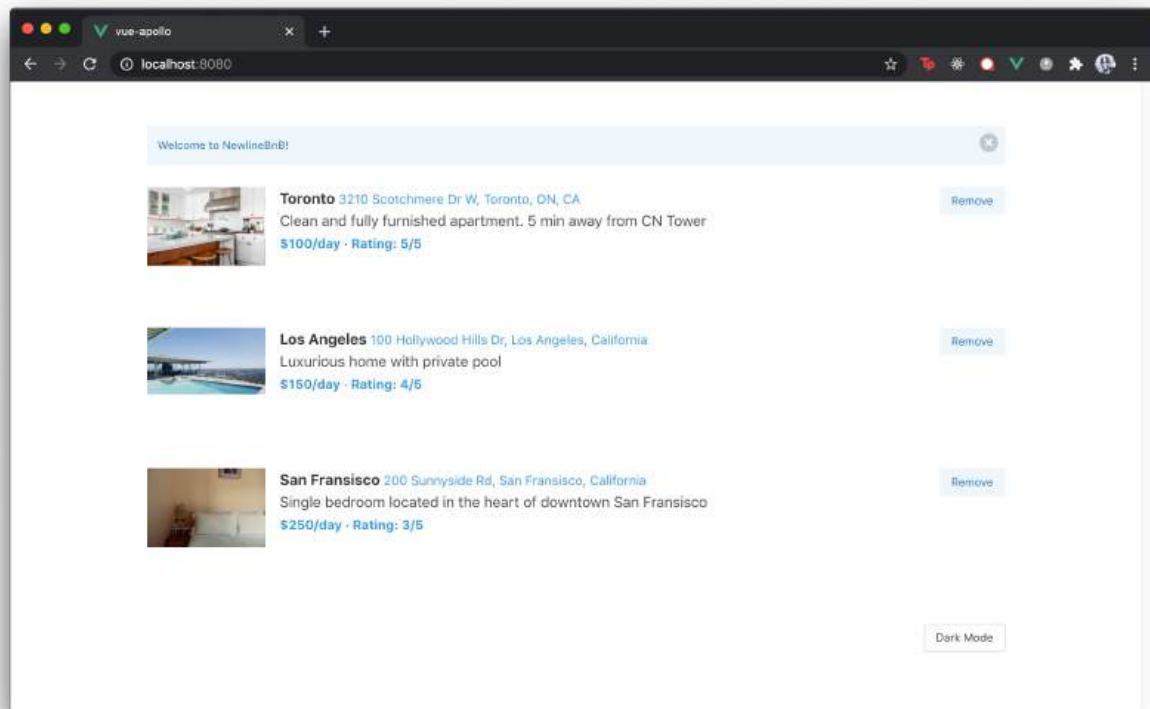 vue-apollo
localhost:8080
Welcome to NewlineBnB!
Toronto 3210 Scotchmere Dr W, Toronto, ON, CA
Remove
Clean and fully furnished apartment. 5 min away from CN Tower
$100/day · Rating: 5/5
Los Angeles 100 Hollywood Hills Dr, Los Angeles, California
Remove
Luxurious home with private pool
$150/day · Rating: 4/5
San Fransisco 200 Sunnyside Rd, San Fransisco, California
Remove
Single bedroom located in the heart of downtown San Fransisco
$250/day · Rating: 3/5
Dark Mode